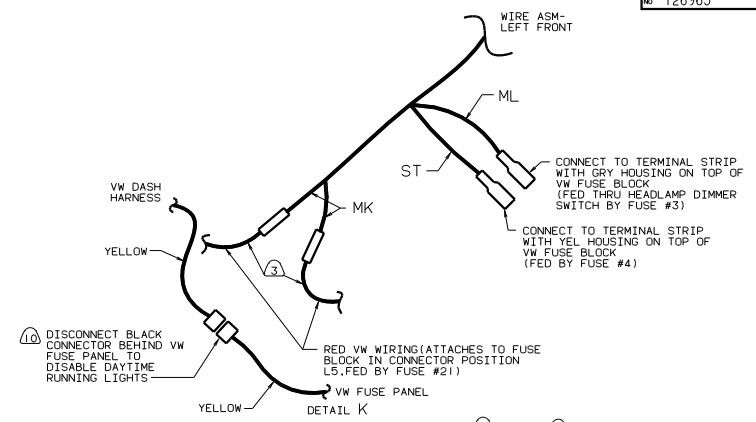 NO 126965
WIRE ASM-
LEFT FRONT
ML
ST
CONNECT TO TERMINAL STRIP
WITH GRY HOUSING ON TOP OF
VW FUSE BLOCK
(FED THRU HEADLAMP DIMMER
SWITCH BY FUSE #3)
VW DASH
HARNESS
MK
CONNECT TO TERMINAL STRIP
WITH YEL HOUSING ON TOP OF
VW FUSE BLOCK
(FED BY FUSE #4)
YELLOW
3
10
DISCONNECT BLACK
CONNECTOR BEHIND VW
FUSE PANEL TO
DISABLE DAYTIME
RUNNING LIGHTS
RED VW WIRING(ATTACHES TO FUSE
BLOCK IN CONNECTOR POSITION
L5,FED BY FUSE #21)
VW FUSE PANEL
YELLOW
DETAIL K